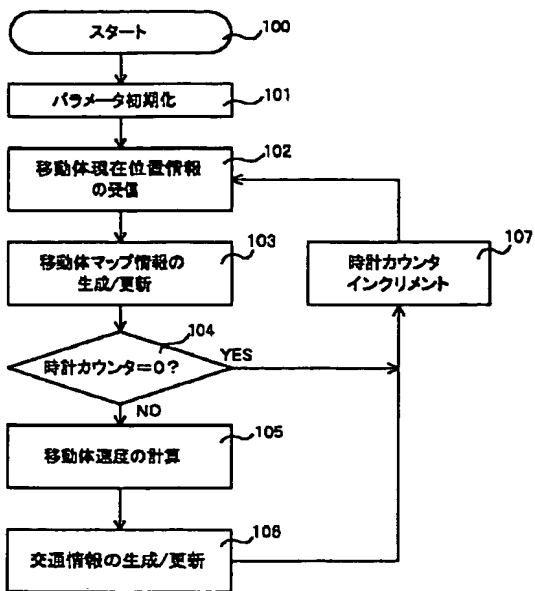 スタート
100
パラメータ初期化
101
移動体現在位置情報
の受信
102
移動体マップ情報の
生成/更新
103
時計カウンタ
インクリメント
107
時計カウンタ=0?
104
YES
NO
移動体速度の計算
105
交通情報の生成/更新
106